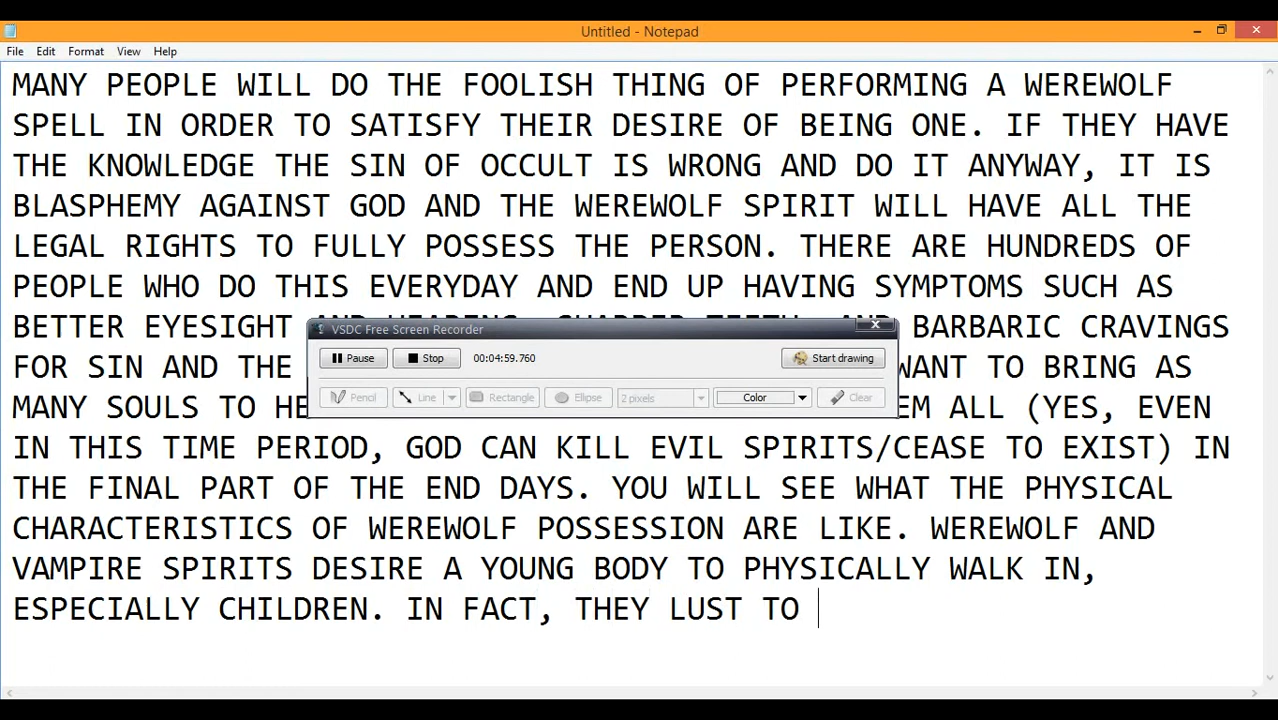 Untitled - Notepad
File Edit Format View Help
MANY PEOPLE WILL DO THE FOOLISH THING OF PERFORMING A WEREWOLF
SPELL IN ORDER TO SATISFY THEIR DESIRE OF BEING ONE. IF THEY HAVE
THE KNOWLEDGE THE SIN OF OCCULT IS WRONG AND DO IT ANYWAY, IT IS
BLASPHEMY AGAINST GOD AND THE WEREWOLF SPIRIT WILL HAVE ALL THE
LEGAL RIGHTS TO FULLY POSSESS THE PERSON. THERE ARE HUNDREDS OF
PEOPLE WHO DO THIS EVERYDAY AND END UP HAVING SYMPTOMS SUCH AS
BETTER EYESIGHT AND HEARING, SHARPER TEETH, AND BARBARIC CRAVINGS
VSDC Free Screen Recorder
FOR SIN AND THE WANT TO BRING AS
Pause Stop 00:04:59.760 Start drawing
Pencil Line Rectangle Ellipse 2 pixels Color Clear
MANY SOULS TO EM ALL (YES, EVEN
IN THIS TIME PERIOD, GOD CAN KILL EVIL SPIRITS/CEASE TO EXIST) IN
THE FINAL PART OF THE END DAYS. YOU WILL SEE WHAT THE PHYSICAL
CHARACTERISTICS OF WEREWOLF POSSESSION ARE LIKE. WEREWOLF AND
VAMPIRE SPIRITS DESIRE A YOUNG BODY TO PHYSICALLY WALK IN,
ESPECIALLY CHILDREN. IN FACT, THEY LUST TO